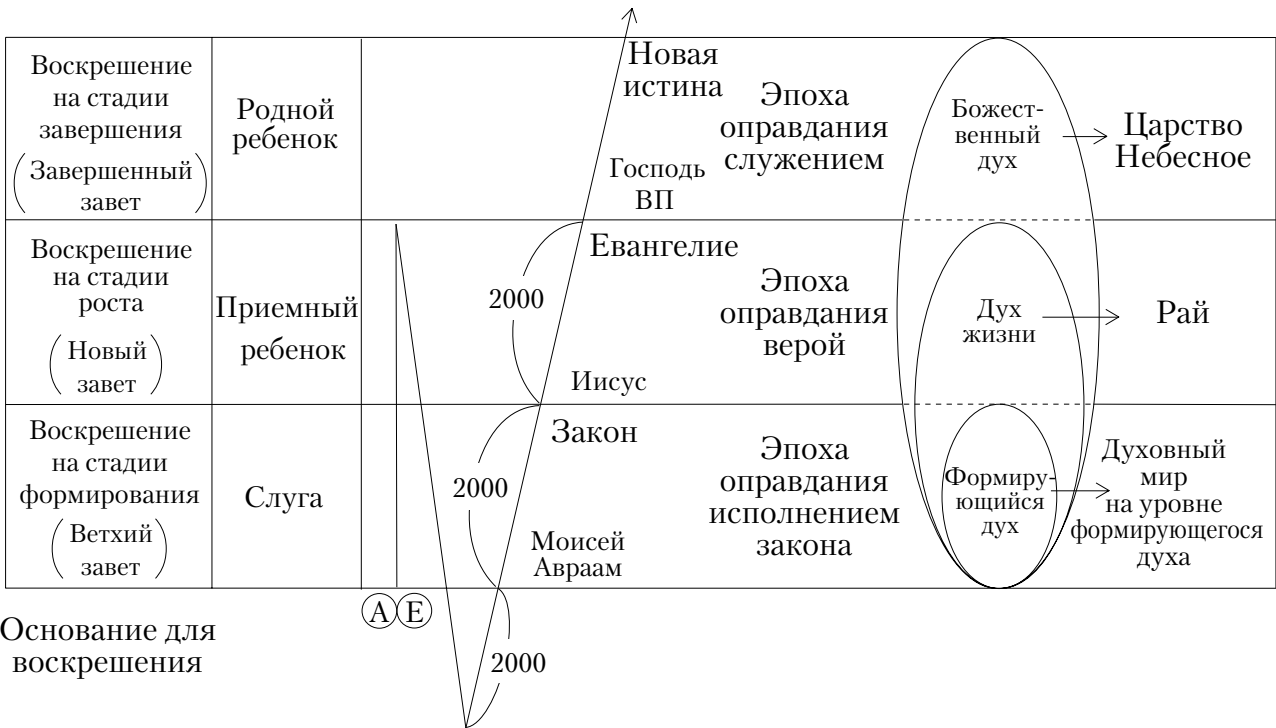 Воскрешение
на стадии
завершения
(Завершенный
завет)
Родной
ребенок
Новая
истина
Господь
ВП
Эпоха
оправдания
служением
Божест-
венный
дух
Царство
Небесное
Воскрешение
на стадии
роста
(Новый
завет)
Приемный
ребенок
2000
Евангелие
Иисус
Эпоха
оправдания
верой
Дух
жизни
Рай
Воскрешение
на стадии
формирования
(Ветхий
завет)
Слуга
2000
Закон
Моисей
Авраам
Эпоха
оправдания
исполнением
закона
Формиру-
ющийся
дух
Духовный
мир
на уровне
формирующегося
духа
А Е
Основание для
воскрешения
2000